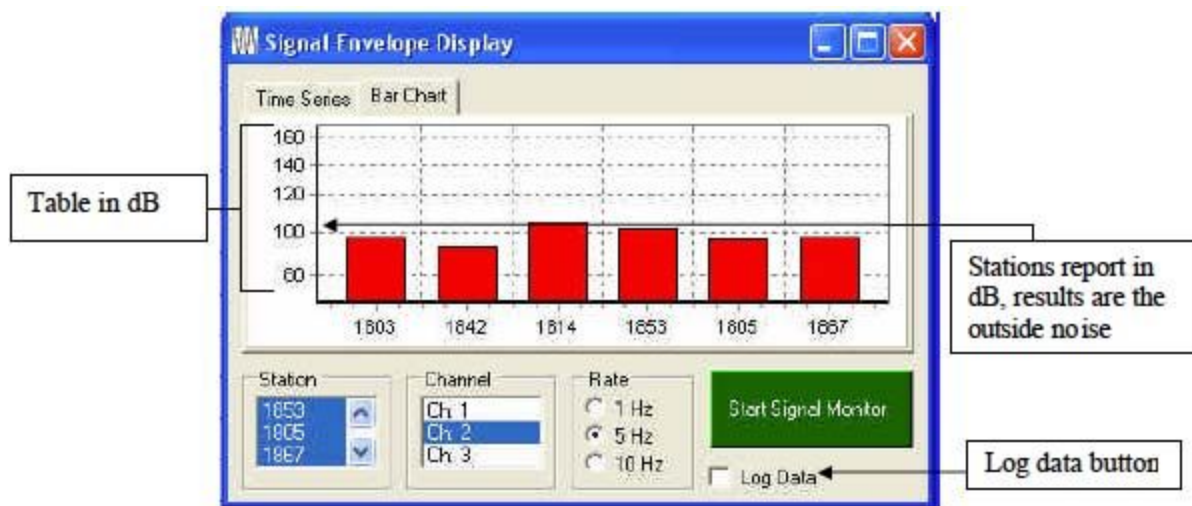 Signal Envelope Display
Time Series
Bar Chart
160
140
120
100
80
1803
1842
1814
1853
1805
1867
Table in dB
Stations report in
dB, results are the
outside noise
Station
1853
1805
1867
Channel
Ch. 1
Ch. 2
Ch. 3
Rate
1 Hz
5 Hz
10 Hz
Start Signal Monitor
Log Data
Log data button